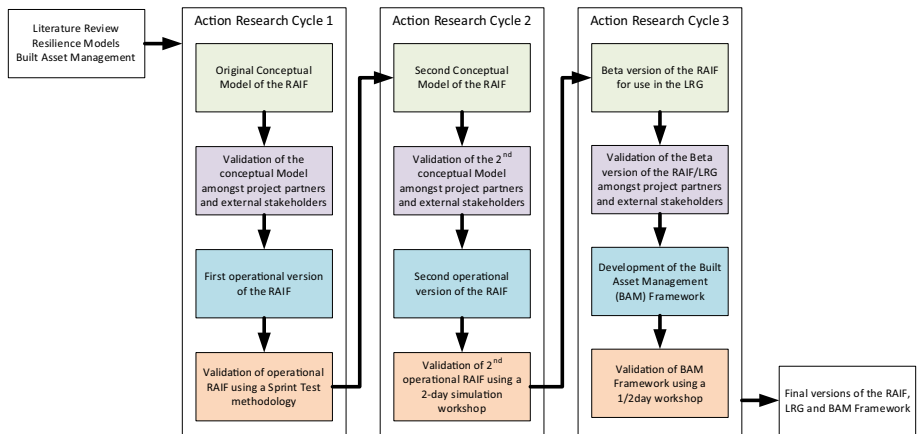 Literature Review
Resilience Models
Built Asset Management
Action Research Cycle 1
Original Conceptual
Model of the RAIF
Validation of the
conceptual Model
amongst project partners
and external stakeholders
First operational version
of the RAIF
Validation of operational
RAIF using a Sprint Test
methodology
Action Research Cycle 2
Second Conceptual
Model of the RAIF
Validation of the 2nd
conceptual Model
amongst project partners
and external stakeholders
Second operational
version of the RAIF
Validation of 2nd
operational RAIF using a
2-day simulation
workshop
Action Research Cycle 3
Beta version of the RAIF
for use in the LRG
Validation of the Beta
version of the RAIF/LRG
amongst project partners
and external stakeholders
Development of the Built
Asset Management
(BAM) Framework
Validation of BAM
Framework using a
1/2day workshop
Final versions of the RAIF,
LRG and BAM Framework